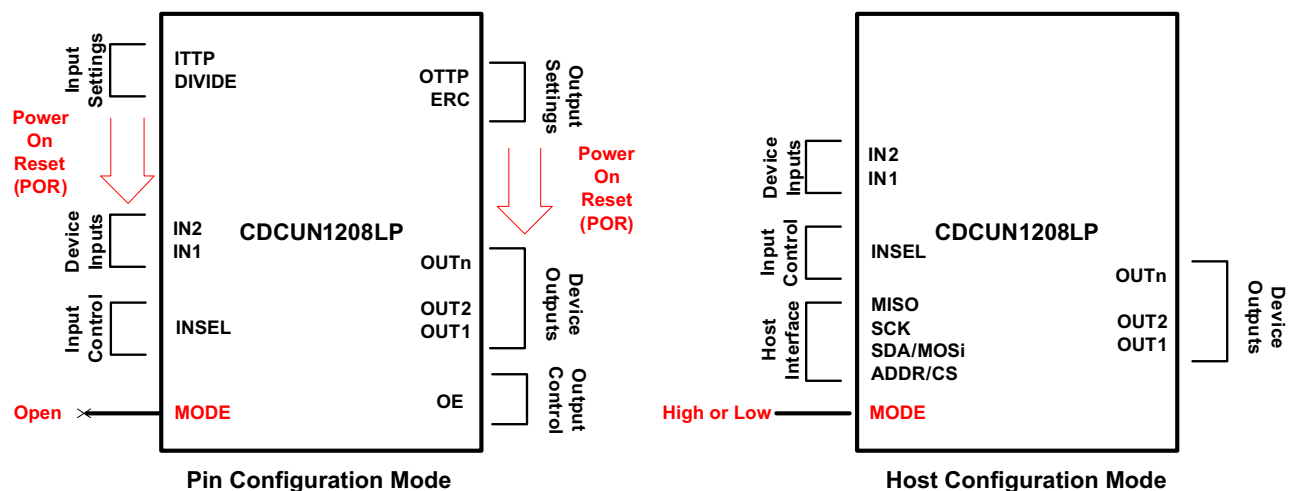 Input
Settings
ITTP
DIVIDE
OTTP
ERC
Output
Settings
Power
On
Reset
(POR)
Power
On
Reset
(POR)
Device
Inputs
IN2
IN1
CDCUN1208LP
OUTn
OUT2
OUT1
Device
Outputs
Input
Control
INSEL
OE
Output
Control
Open
MODE
Pin Configuration Mode
Device
Inputs
IN2
IN1
CDCUN1208LP
Input
Control
INSEL
OUTn
OUT2
OUT1
Device
Outputs
Host
Interface
MISO
SCK
SDA/MOSi
ADDR/CS
High or Low
MODE
Host Configuration Mode